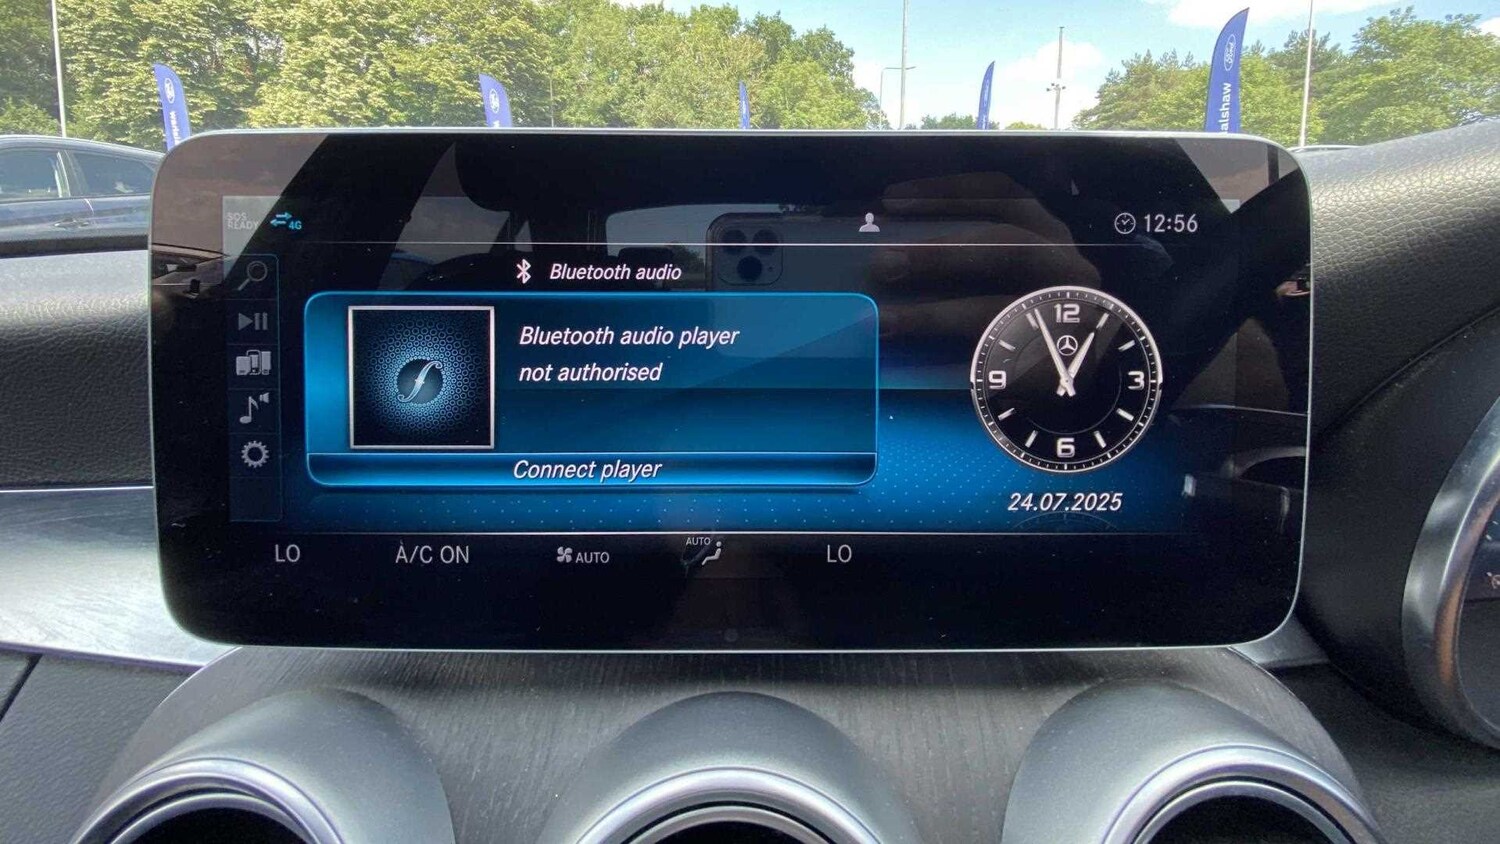 Ford
alshaw
SOS
READY
4G
12:56
Bluetooth audio
Bluetooth audio player
not authorised
Connect player
12
9
3
6
24.07.2025
LO
A/C ON
AUTO
AUTO
LO